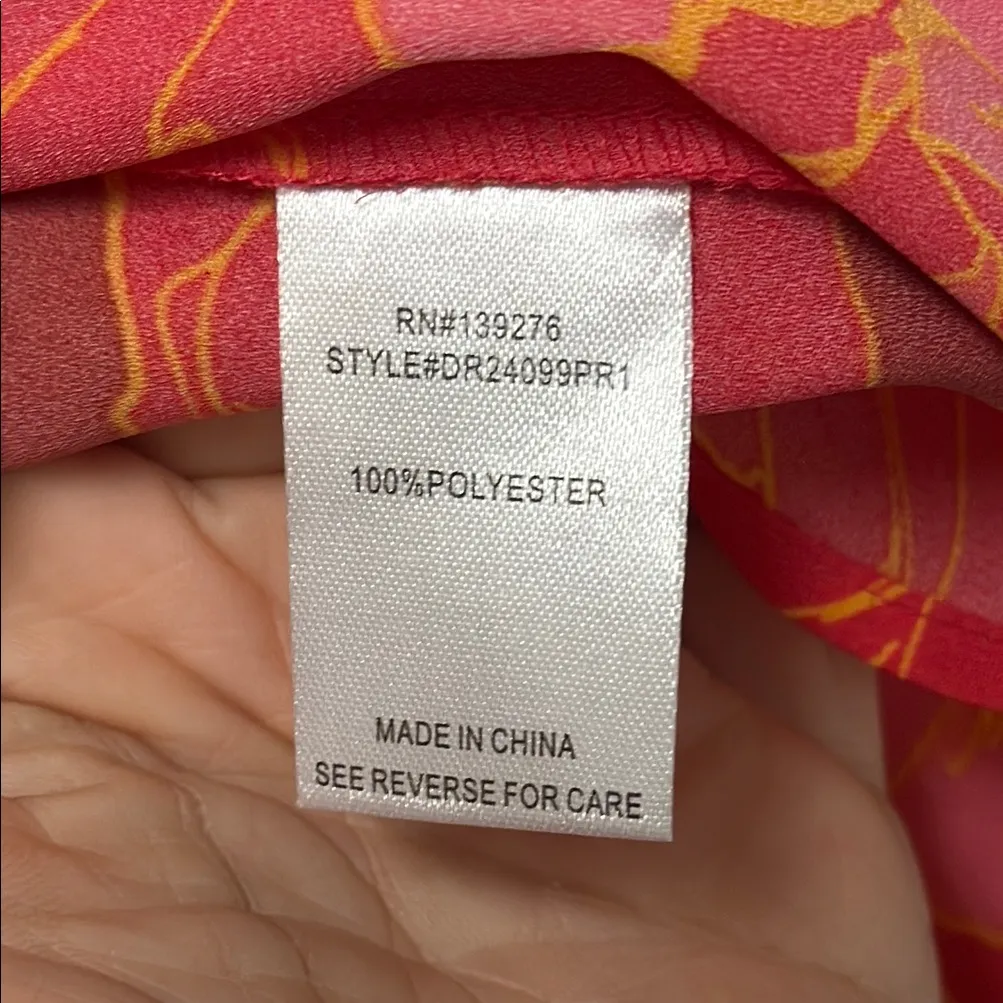 RN#139276
STYLE#DR24099PR1
100%POLYESTER
MADE IN CHINA
SEE REVERSE FOR CARE